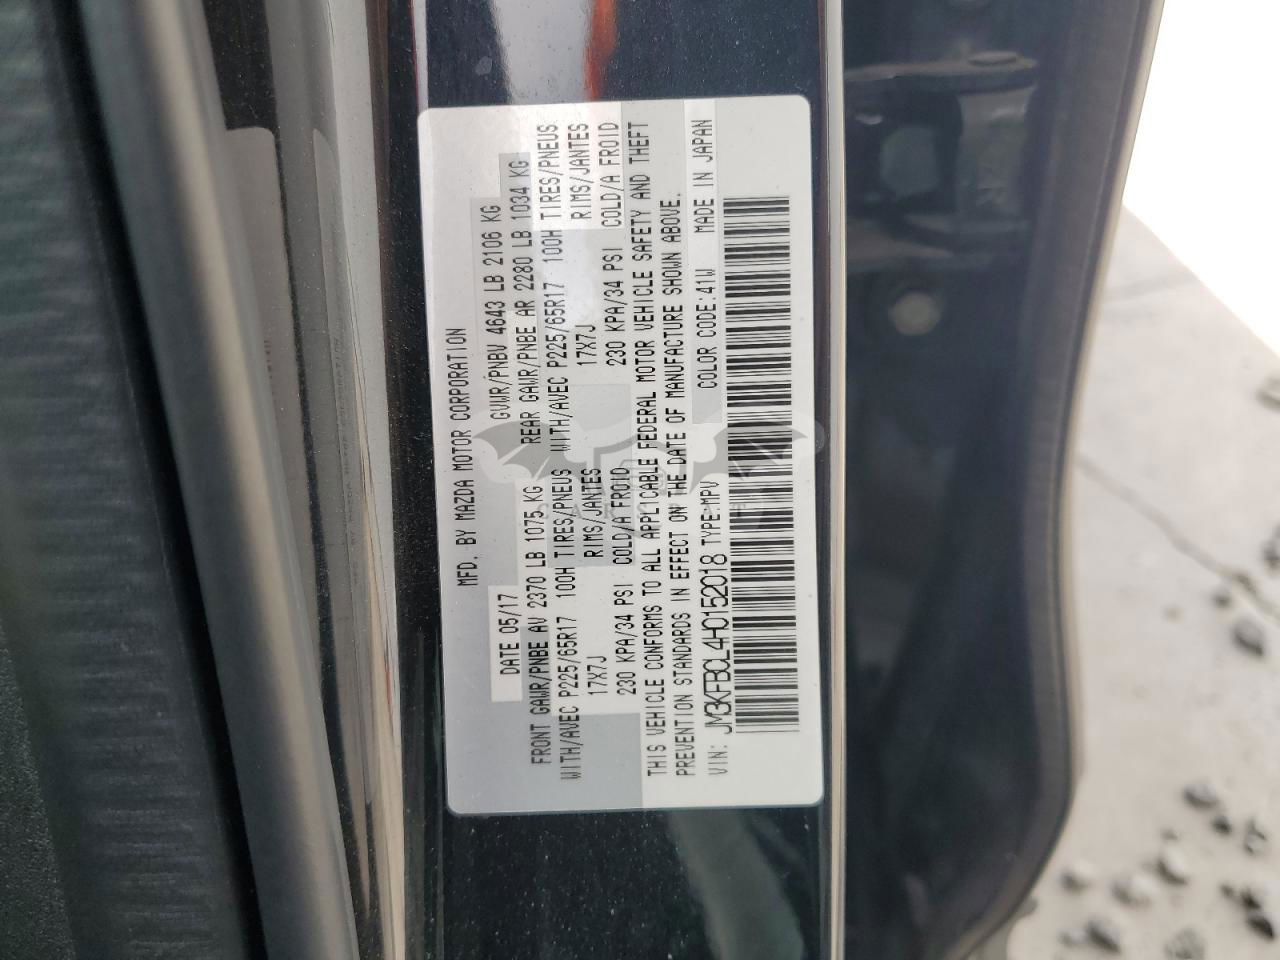 MFD. BY MAZDA MOTOR CORPORATION
DATE 05/17 GVWR/PNBV 4643 LB 2106 KG
FRONT GAWR/PNBE AV 2370 LB 1075 KG REAR GAWR/PNBE AR 2280 LB 1034 KG
WITH/AVEC P225/65R17 100H TIRES/PNEUS WITH/AVEC P225/65R17 100H TIRES/PNEUS
17X7J RIMS/JANTES 17X7J RIMS/JANTES
230 KPA/34 PSI COLD/A FROID 230 KPA/34 PSI COLD/A FROID
THIS VEHICLE CONFORMS TO ALL APPLICABLE FEDERAL MOTOR VEHICLE SAFETY AND THEFT
PREVENTION STANDARDS IN EFFECT ON THE DATE OF MANUFACTURE SHOWN ABOVE.
VIN: JM3KFBCL4H0152018 TYPE:MPV COLOR CODE:41W MADE IN JAPAN